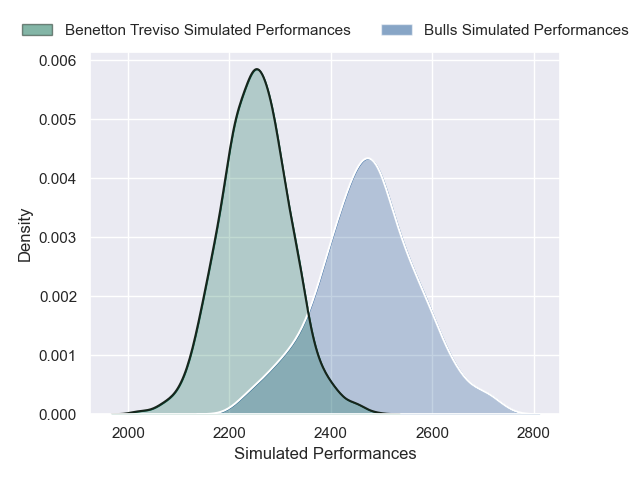 Benetton Treviso Simulated Performances Bulls Simulated Performances
0.006
0.005
0.004
0.003
0.002
0.001
0.000
Density
2000 2200 2400 2600 2800
Simulated Performances